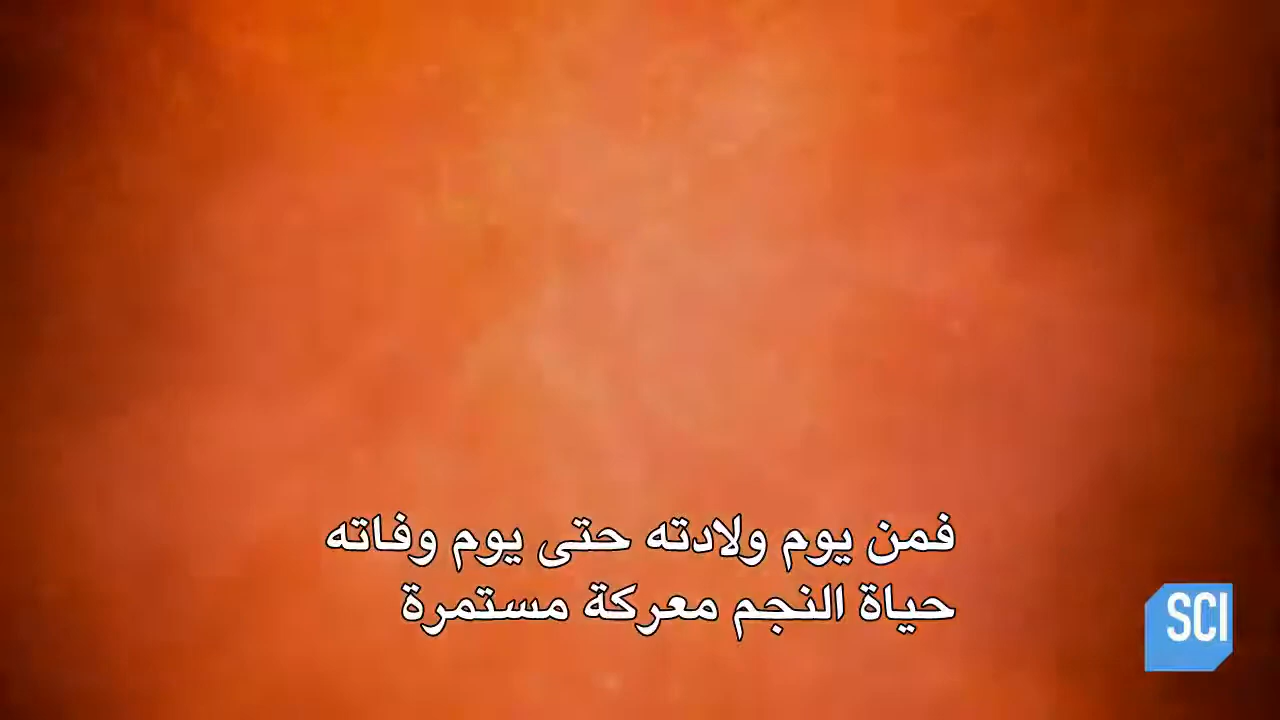 فمن يوم ولادته حتى يوم وفاته
حياة النجم معركة مستمرة
SCI